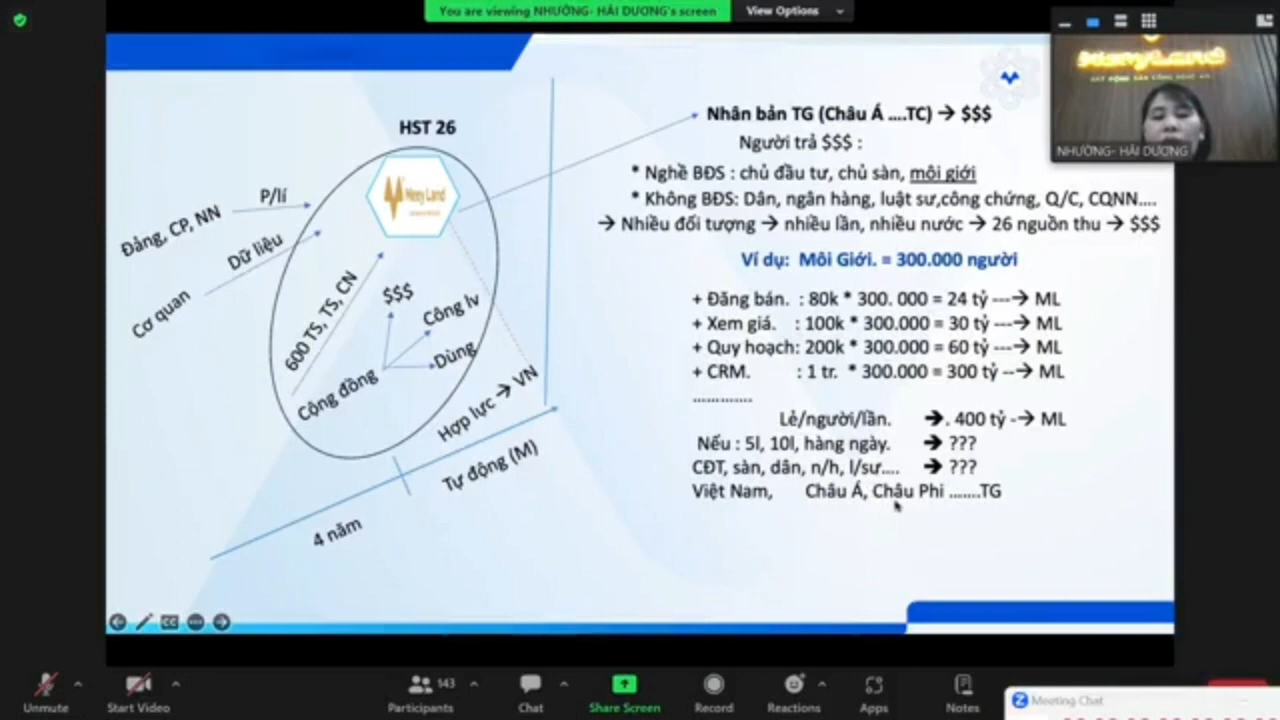 You are viewing NHƯỜNG- HẢI DƯƠNG's screen
View Options
MeeyLand
NHƯỜNG- HẢI DƯƠNG
HST 26
Meey Land
Đảng, CP, NN
P/lí
Cơ quan
Dữ liệu
600 TS, TS, CN
$$$
Công lv
Dùng
Cộng đồng
Hợp lực → VN
Tự động (M)
4 năm
Nhân bản TG (Châu Á ....TC) → $$$
Người trả $$$ :
* Nghề BĐS : chủ đầu tư, chủ sàn, môi giới
* Không BĐS: Dân, ngân hàng, luật sư,công chứng, Q/C, CQNN....
→ Nhiều đối tượng → nhiều lần, nhiều nước → 26 nguồn thu → $$$
Ví dụ: Môi Giới. = 300.000 người
+ Đăng bán. : 80k * 300. 000 = 24 tỷ ---→ ML
+ Xem giá. : 100k * 300.000 = 30 tỷ ---→ ML
+ Quy hoạch: 200k * 300.000 = 60 tỷ ---→ ML
+ CRM. : 1 tr. * 300.000 = 300 tỷ --→ ML
.............
Lẻ/người/lần. → . 400 tỷ -→ ML
Nếu : 5l, 10l, hàng ngày. → ???
CĐT, sàn, dân, n/h, l/sư.... → ???
Việt Nam, Châu Á, Châu Phi ........TG
Unmute
Start Video
143
Participants
Chat
Share Screen
Record
Reactions
Apps
Notes
Meeting Chat